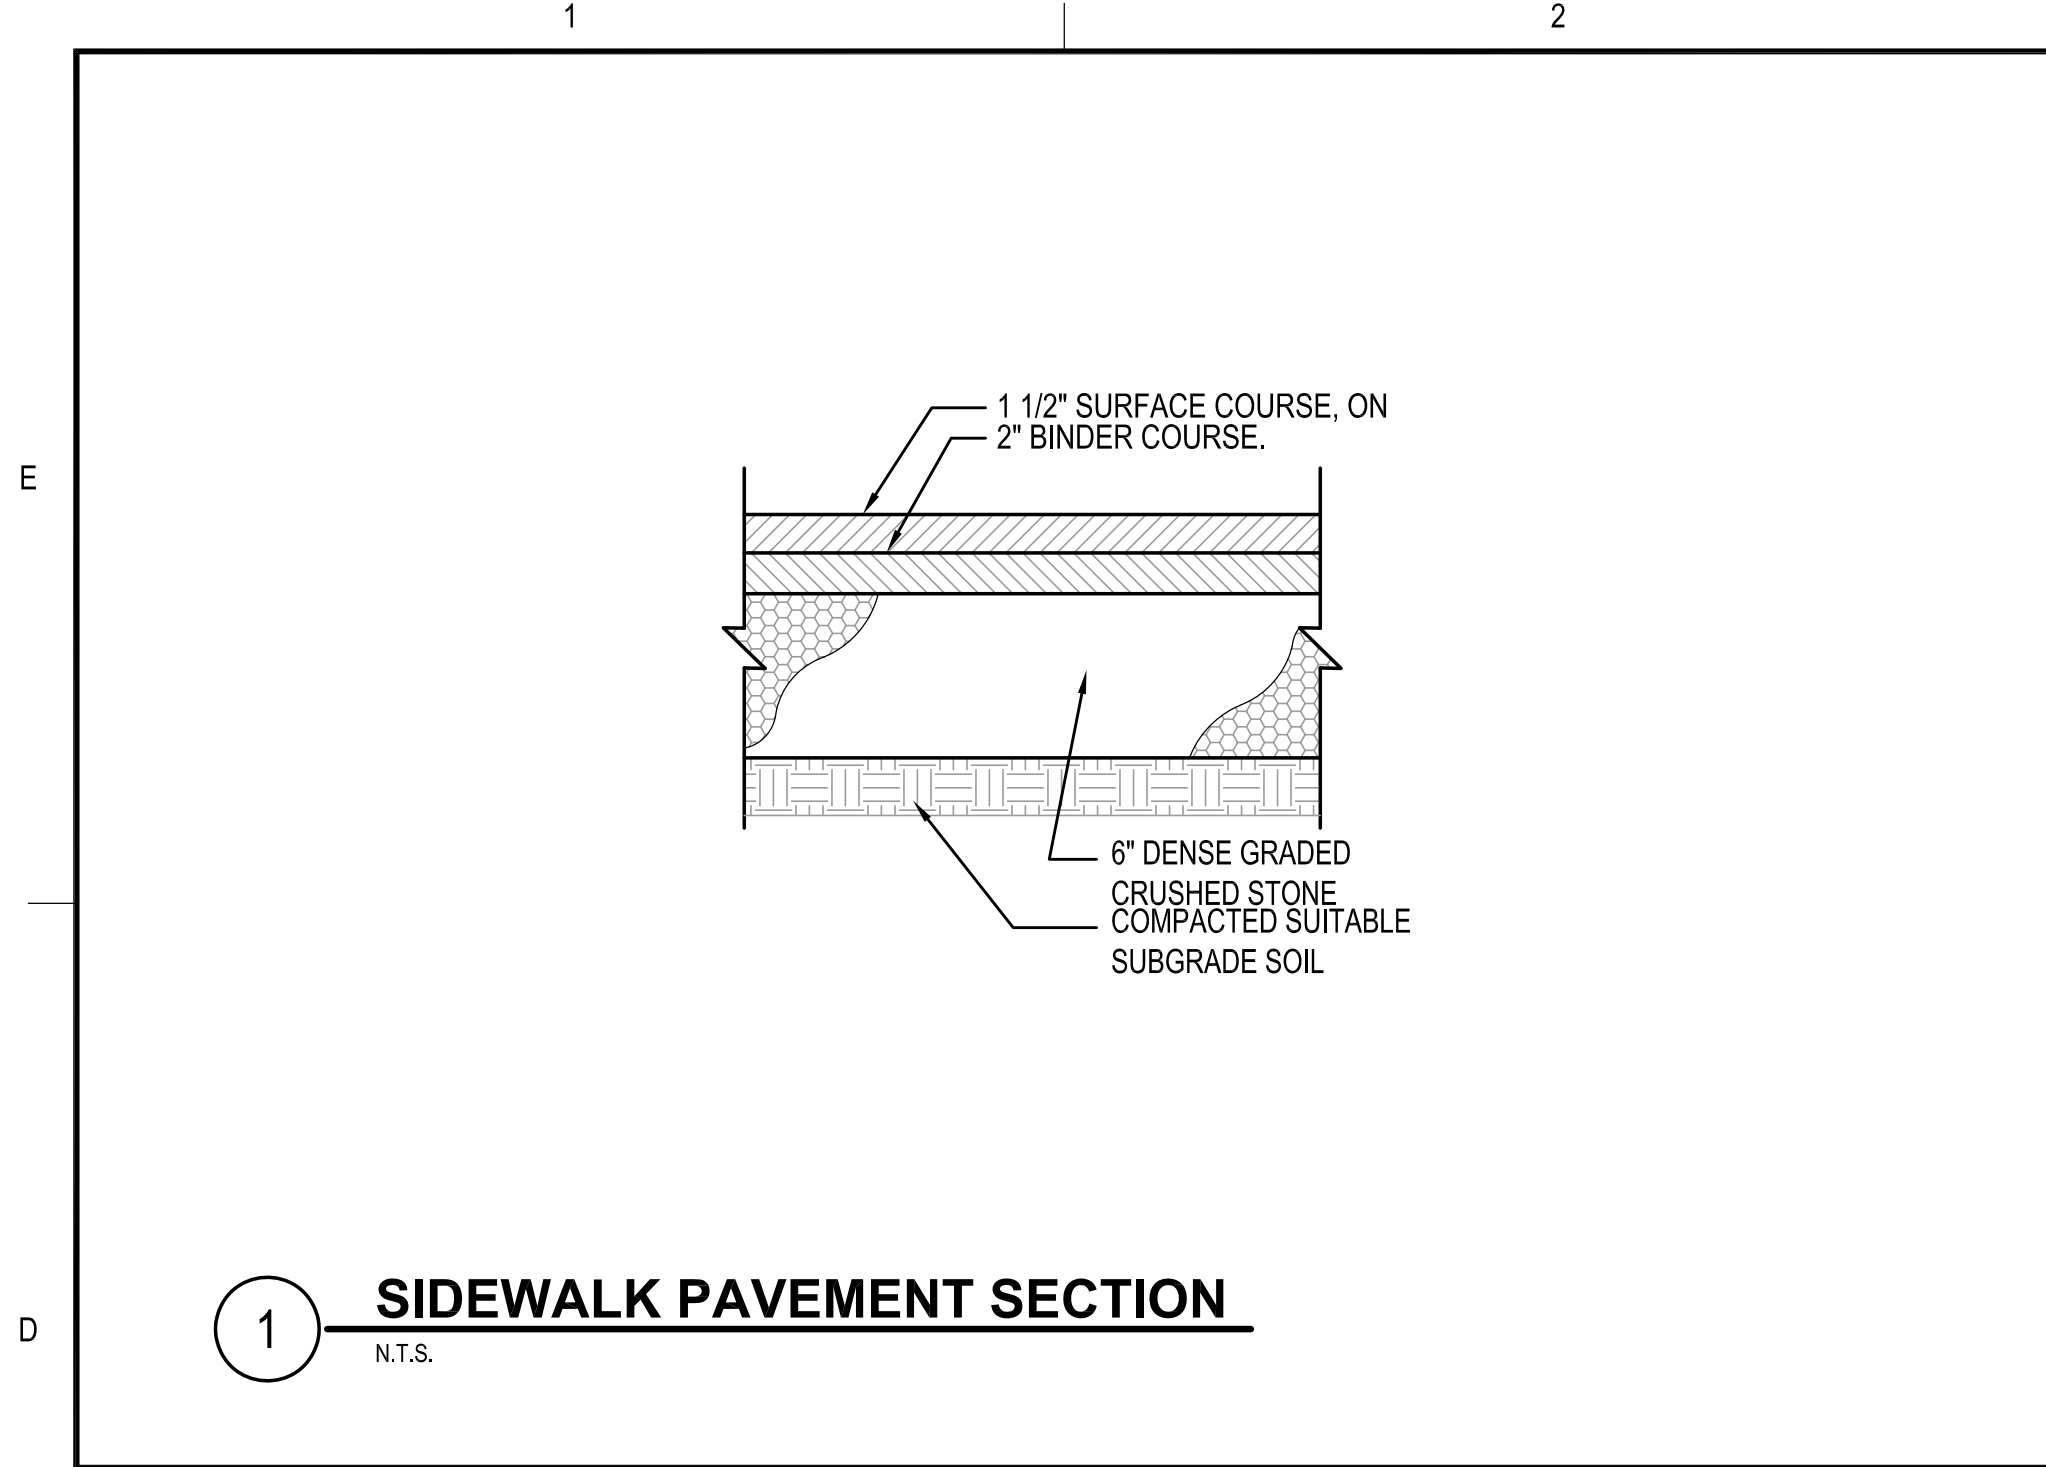 1
2
1 1/2" SURFACE COURSE, ON
2" BINDER COURSE.
E
6" DENSE GRADED
CRUSHED STONE
COMPACTED SUITABLE
SUBGRADE SOIL
1
SIDEWALK PAVEMENT SECTION
D
N.T.S.